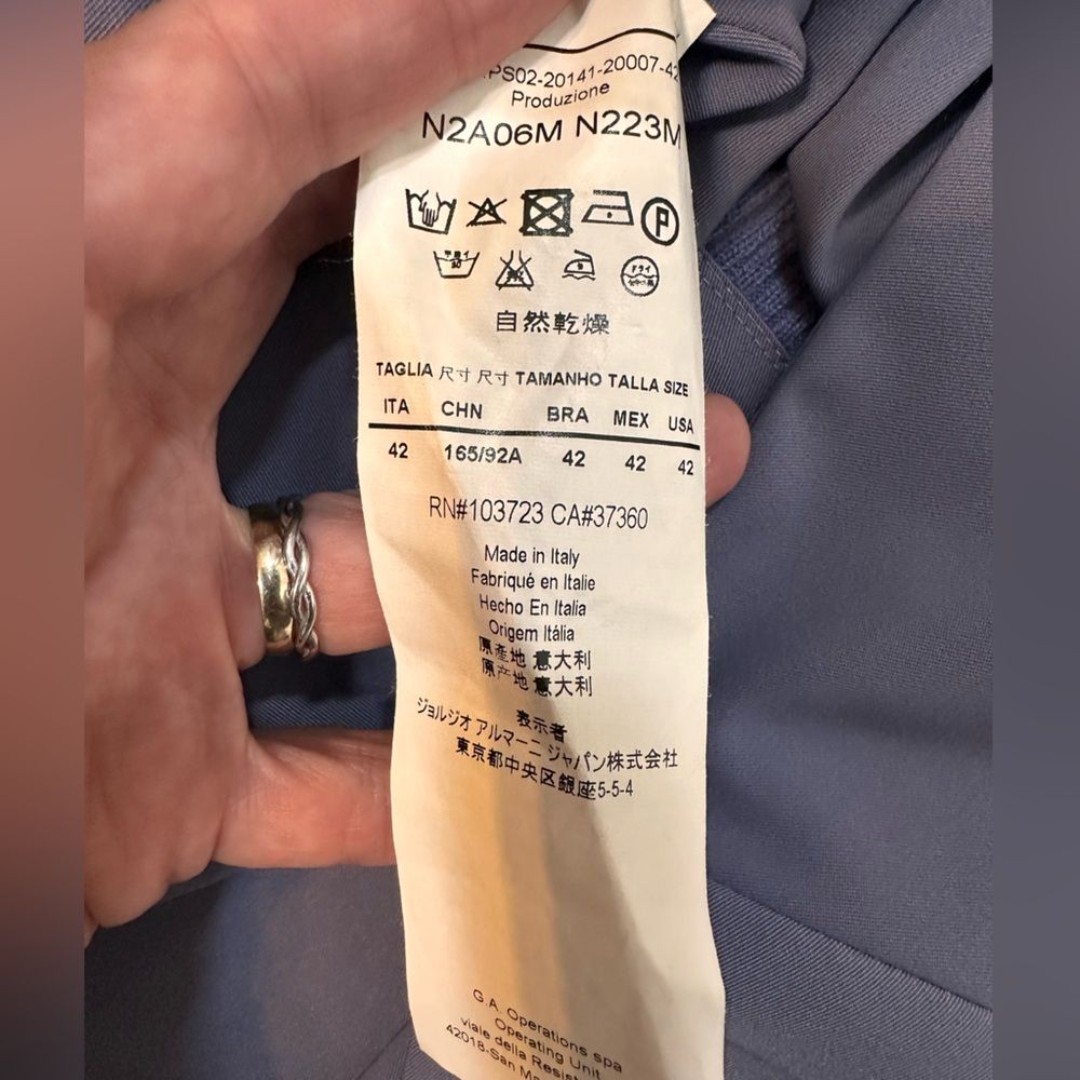 PS02-20141-20007-42
Produzione
N2A06M N223M
P
自然乾燥
TAGLIA 尺寸 尺寸 TAMANHO TALLA SIZE
ITA CHN BRA MEX USA
42 165/92A 42 42 42
RN#103723 CA#37360
Made in Italy
Fabriqué en Italie
Hecho En Italia
Origem Itália
原產地 意大利
原产地 意大利
表示者
ジョルジオ アルマーニ ジャパン株式会社
東京都中央区銀座5-5-4
G.A. Operations spa
Operating Unit
viale della
42018-San